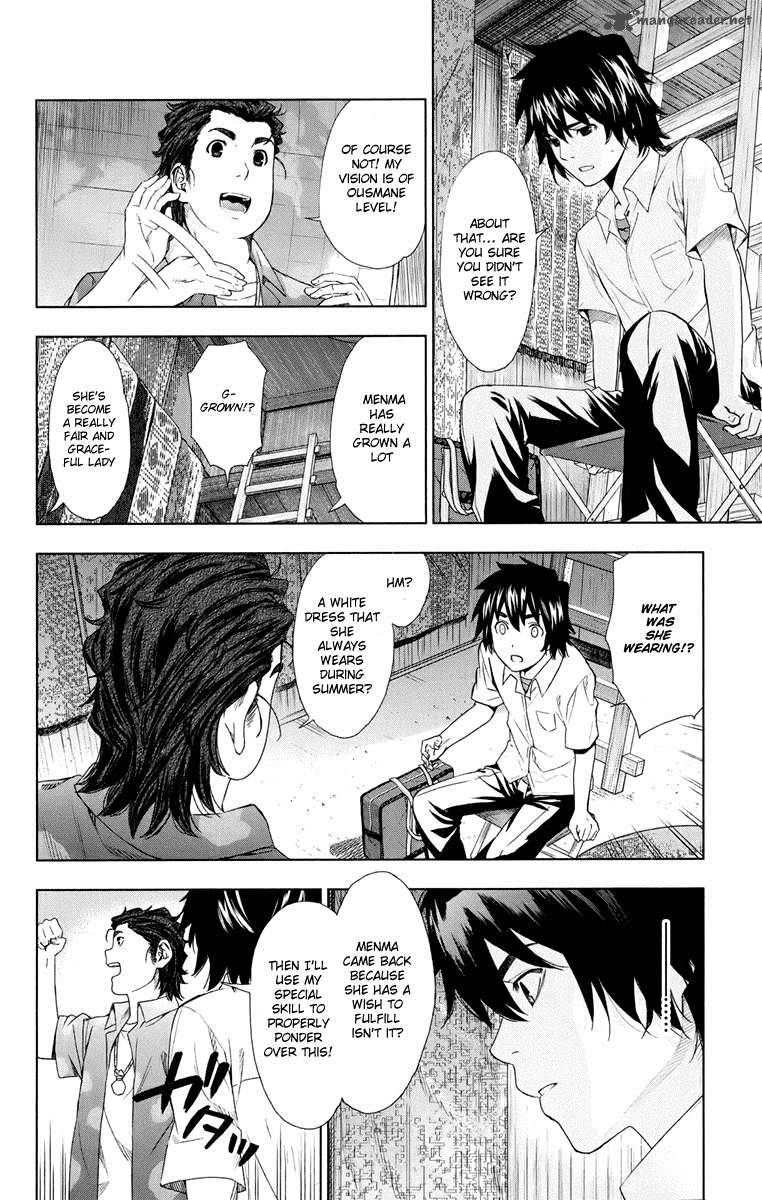 mangareader.net
ABOUT
THAT... ARE
YOU SURE
YOU DIDN'T
SEE IT
WRONG?
OF COURSE
NOT! MY
VISION IS OF
OUSMANE
LEVEL!
MENMA
HAS
REALLY
GROWN A
LOT
G-
GROWN!?
SHE'S
BECOME
A REALLY
FAIR AND
GRACE-
FUL LADY
WHAT
WAS
SHE
WEARING!?
HM?
A WHITE
DRESS THAT
SHE
ALWAYS
WEARS
DURING
SUMMER?
MENMA
CAME BACK
BECAUSE
SHE HAS A
WISH TO
FULFILL
ISN'T IT?
THEN I'LL
USE MY
SPECIAL
SKILL TO
PROPERLY
PONDER
OVER THIS!
ガタッ